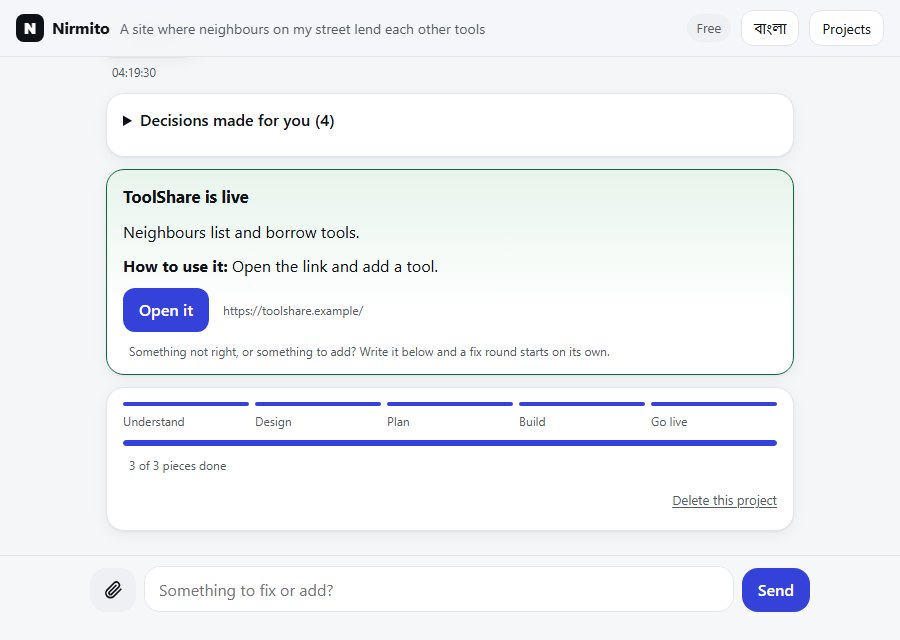 N Nirmito A site where neighbours on my street lend each other tools Free বাংলা Projects
04:19:30
▶ Decisions made for you (4)
ToolShare is live
Neighbours list and borrow tools.
How to use it: Open the link and add a tool.
Open it https://toolshare.example/
Something not right, or something to add? Write it below and a fix round starts on its own.
Understand Design Plan Build Go live
3 of 3 pieces done
Delete this project
Something to fix or add? Send